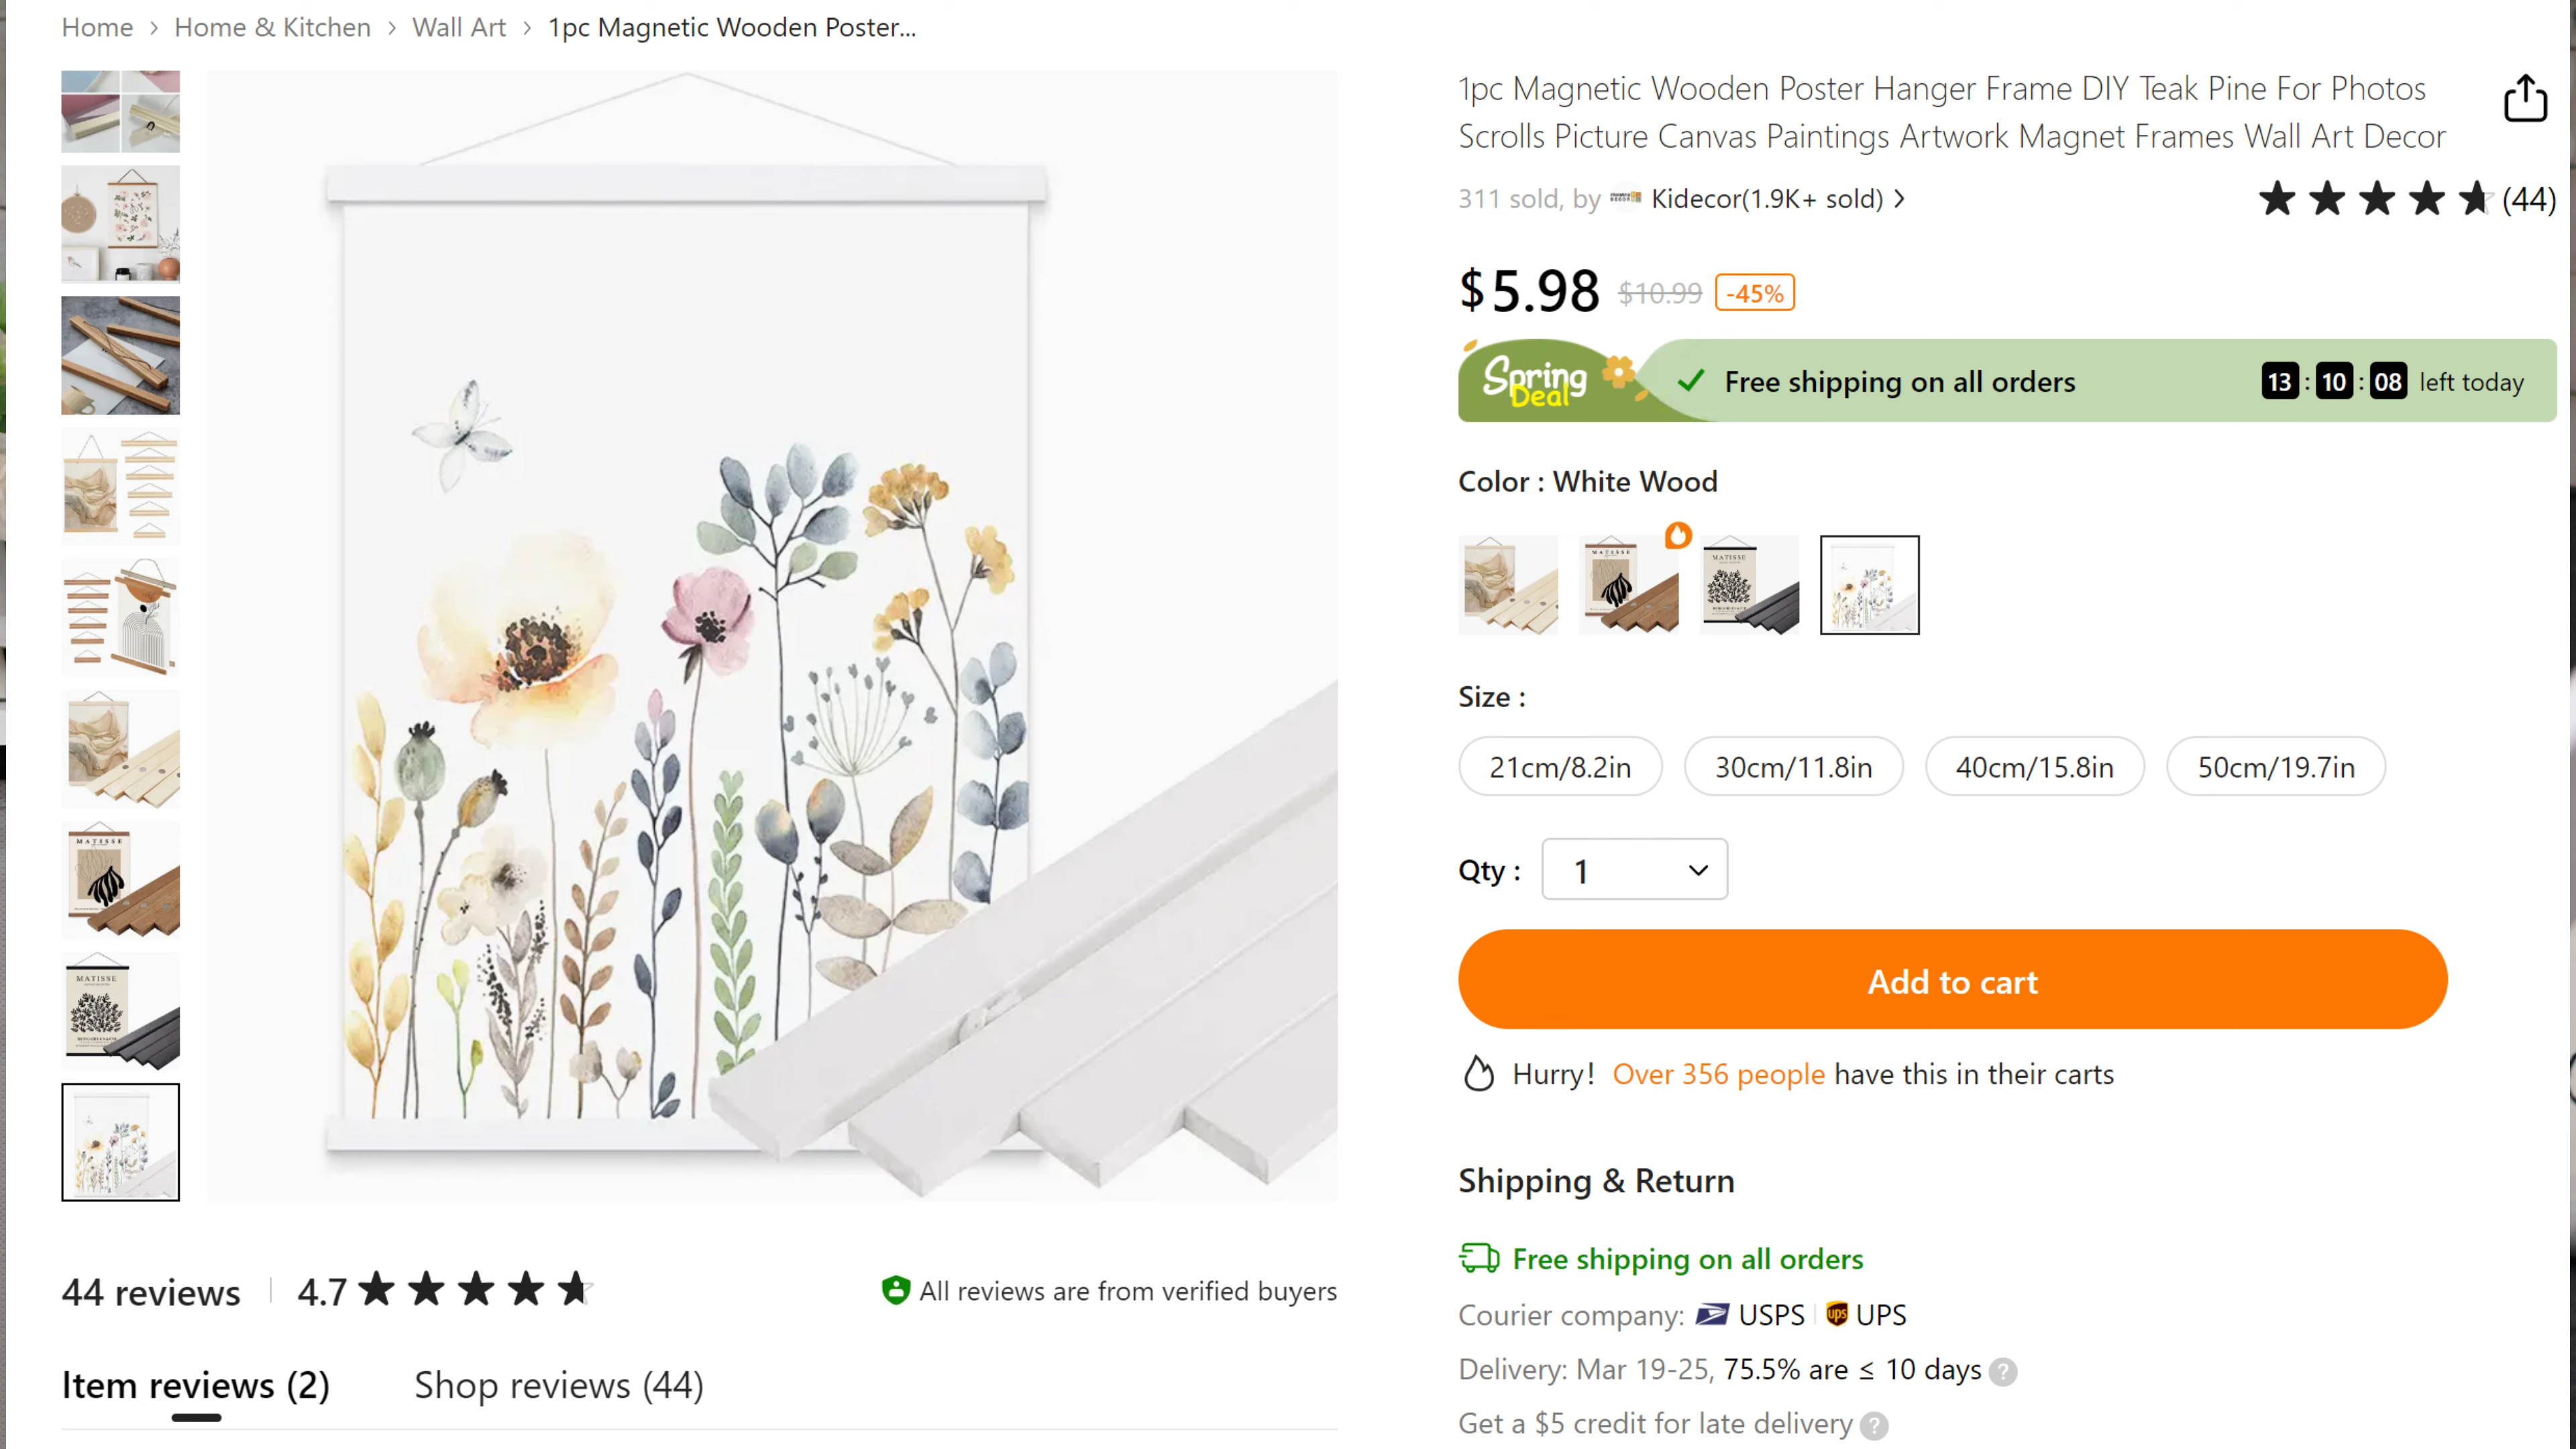 Home > Home & Kitchen > Wall Art > 1pc Magnetic Wooden Poster...
1pc Magnetic Wooden Poster Hanger Frame DIY Teak Pine For Photos
Scrolls Picture Canvas Paintings Artwork Magnet Frames Wall Art Decor
311 sold, by Kidecor(1.9K+ sold) >
(44)
$5.98 $10.99 -45%
Spring
Deal
Free shipping on all orders
13 : 10 : 08 left today
Color : White Wood
MATISSE
MATISSE
Size :
21cm/8.2in 30cm/11.8in 40cm/15.8in 50cm/19.7in
Qty : 1
Add to cart
Hurry! Over 356 people have this in their carts
Shipping & Return
Free shipping on all orders
Courier company: USPS | ups UPS
Delivery: Mar 19-25, 75.5% are ≤ 10 days ?
Get a $5 credit for late delivery ?
MATISSE
MATISSE
44 reviews | 4.7
All reviews are from verified buyers
Item reviews (2) Shop reviews (44)